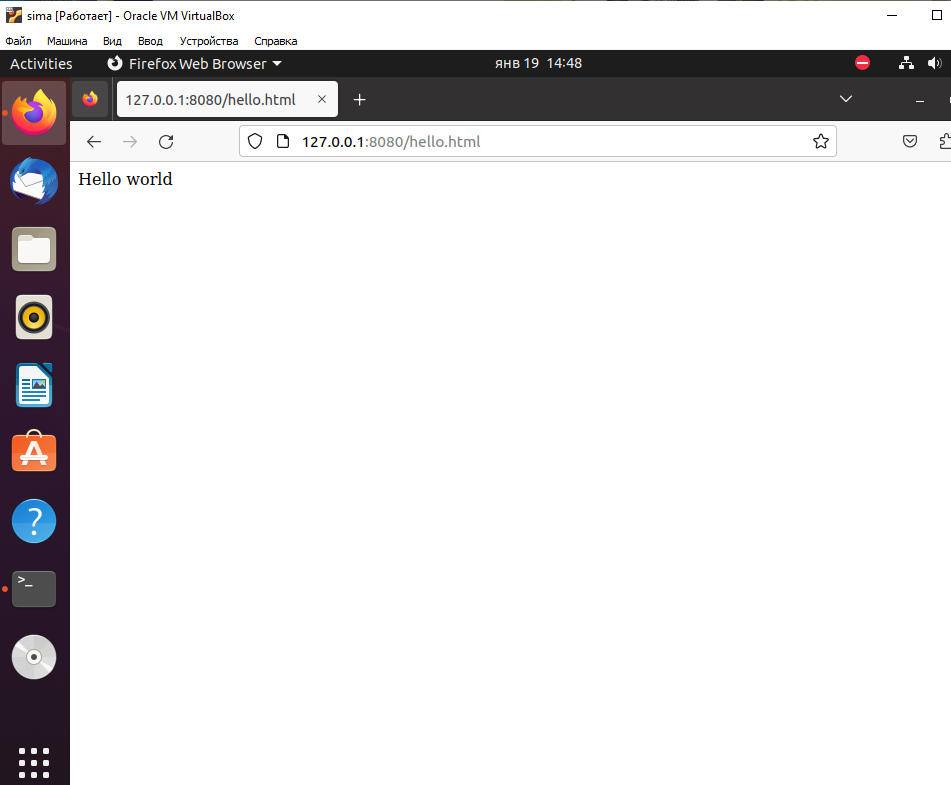 sima [Работает] - Oracle VM VirtualBox
Файл Машина Вид Ввод Устройства Справка
Activities Firefox Web Browser янв 19 14:48
127.0.0.1:8080/hello.html
127.0.0.1:8080/hello.html
Hello world